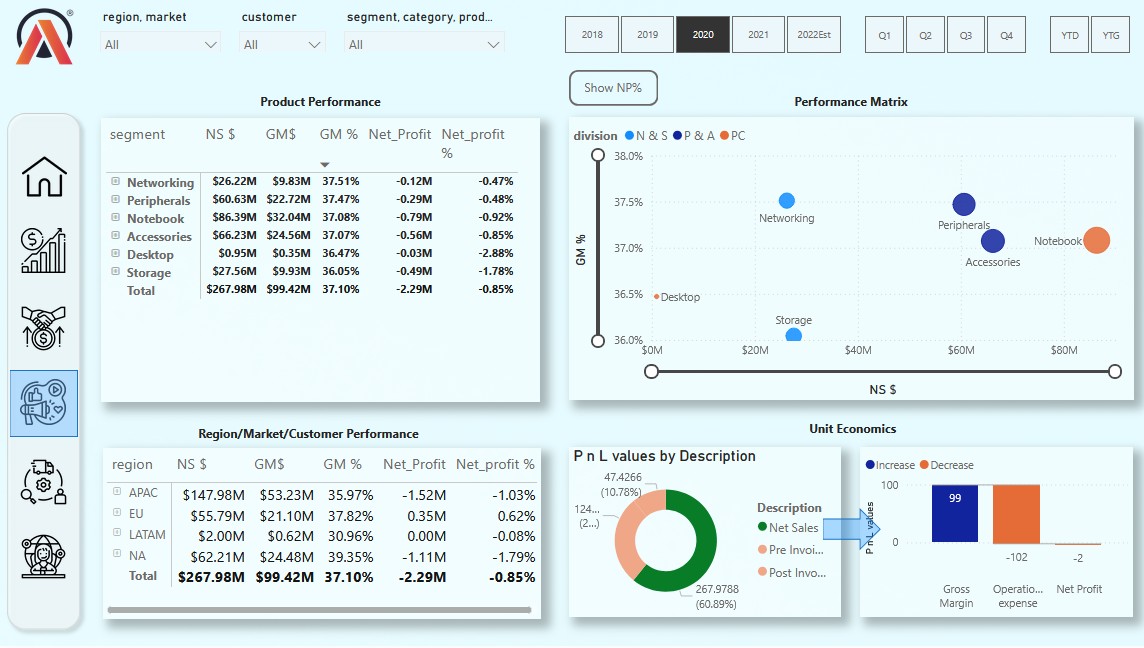 ®
region, market
customer
segment, category, prod...
All
All
All
2018
2019
2020
2021
2022Est
Q1
Q2
Q3
Q4
YTD
YTG
Show NP%
Product Performance
segment NS $ GM$ GM % Net_Profit Net_profit
%
Networking $26.22M $9.83M 37.51% -0.12M -0.47%
Peripherals $60.63M $22.72M 37.47% -0.29M -0.48%
Notebook $86.39M $32.04M 37.08% -0.79M -0.92%
Accessories $66.23M $24.56M 37.07% -0.56M -0.85%
Desktop $0.95M $0.35M 36.47% -0.03M -2.88%
Storage $27.56M $9.93M 36.05% -0.49M -1.78%
Total $267.98M $99.42M 37.10% -2.29M -0.85%
Performance Matrix
division N & S P & A PC
38.0%
37.5%
37.0%
36.5%
36.0%
GM %
Networking
Peripherals
Notebook
Accessories
Desktop
Storage
$0M $20M $40M $60M $80M
NS $
Region/Market/Customer Performance
region NS $ GM$ GM % Net_Profit Net_profit %
APAC $147.98M $53.23M 35.97% -1.52M -1.03%
EU $55.79M $21.10M 37.82% 0.35M 0.62%
LATAM $2.00M $0.62M 30.96% 0.00M -0.08%
NA $62.21M $24.48M 39.35% -1.11M -1.79%
Total $267.98M $99.42M 37.10% -2.29M -0.85%
Unit Economics
P n L values by Description
47.4266
(10.78%)
124...
(2...)
267.9788
(60.89%)
Description
Net Sales
Pre Invoi...
Post Invo...
Increase Decrease
P n L values
100
0
99
-102
-2
Gross
Margin
Operatio...
expense
Net Profit